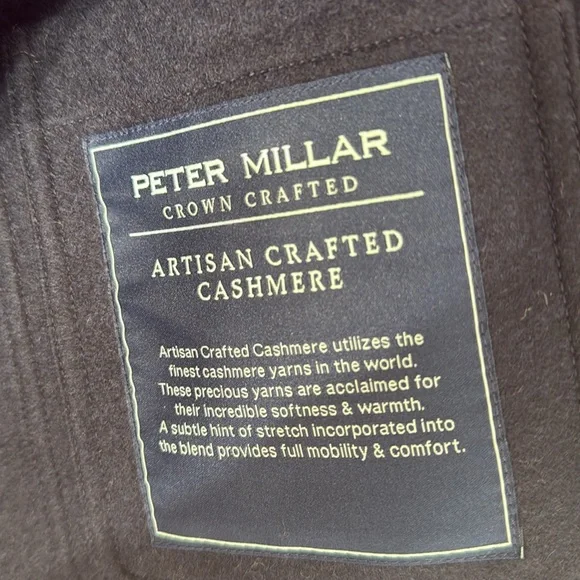 PETER MILLAR
CROWN CRAFTED
ARTISAN CRAFTED
CASHMERE
Artisan Crafted Cashmere utilizes the
finest cashmere yarns in the world.
These precious yarns are acclaimed for
their incredible softness & warmth.
A subtle hint of stretch incorporated into
the blend provides full mobility & comfort.